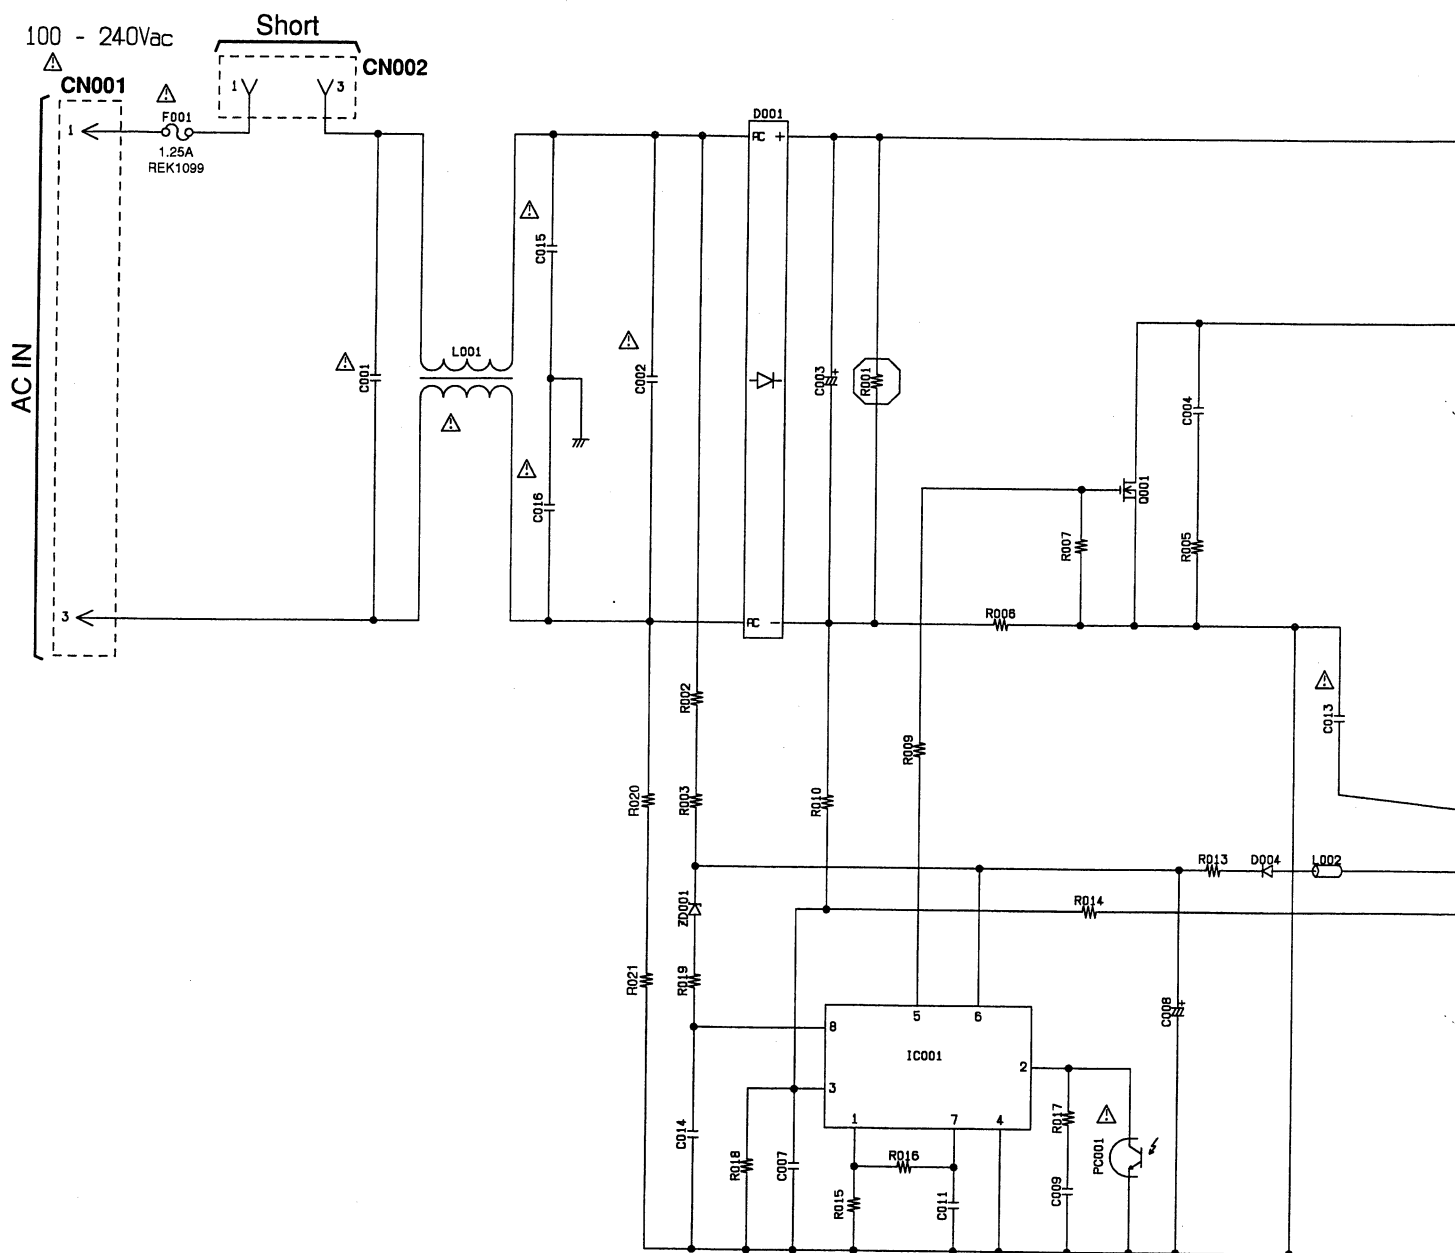 100 - 240Vac
Short
CN002
CN001
1
3
F001
1.25A
REK1099
1
D001
AC +
C015
L001
C001
C002
C003
R001
AC IN
C004
C016
Q001
R007
R005
3
AC -
R006
R002
C013
R009
R020
R003
R010
R013
D004
L002
ZD001
R014
R021
R019
C008
5
6
8
IC001
2
3
1
7
4
R017
C014
R018
C007
R016
PC001
R015
C011
C009